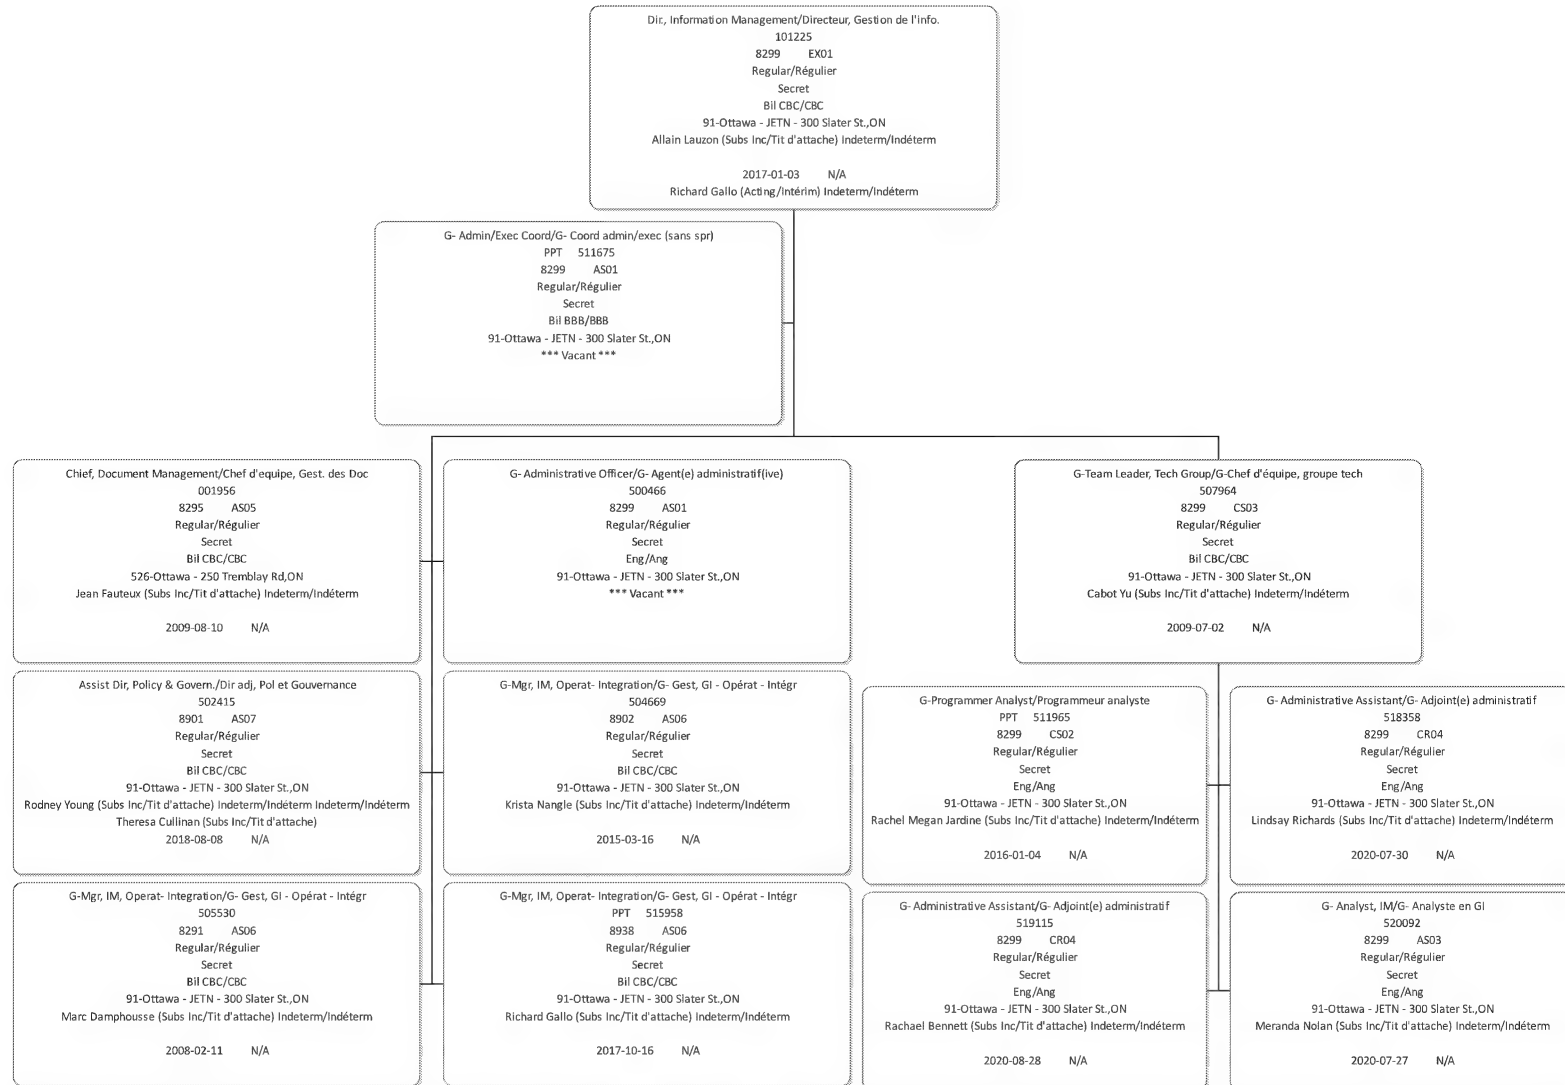 Dir., Information Management/Directeur, Gestion de l'info.
101225
8299 EX01
Regular/Régulier
Secret
Bil CBC/CBC
91-Ottawa - JETN - 300 Slater St.,ON
Allain Lauzon (Subs Inc/Tit d'attache) Indeterm/Indéterm
2017-01-03 N/A
Richard Gallo (Acting/Intérim) Indeterm/Indéterm
G- Admin/Exec Coord/G- Coord admin/exec (sans spr)
PPT 511675
8299 AS01
Regular/Régulier
Secret
Bil BBB/BBB
91-Ottawa - JETN - 300 Slater St.,ON
*** Vacant ***
Chief, Document Management/Chef d'equipe, Gest. des Doc
001956
8295 AS05
Regular/Régulier
Secret
Bil CBC/CBC
526-Ottawa - 250 Tremblay Rd,ON
Jean Fauteux (Subs Inc/Tit d'attache) Indeterm/Indéterm
2009-08-10 N/A
G- Administrative Officer/G- Agent(e) administratif(ive)
500466
8299 AS01
Regular/Régulier
Secret
Eng/Ang
91-Ottawa - JETN - 300 Slater St.,ON
*** Vacant ***
G-Team Leader, Tech Group/G-Chef d'équipe, groupe tech
507964
8299 CS03
Regular/Régulier
Secret
Bil CBC/CBC
91-Ottawa - JETN - 300 Slater St.,ON
Cabot Yu (Subs Inc/Tit d'attache) Indeterm/Indéterm
2009-07-02 N/A
Assist Dir, Policy & Govern./Dir adj, Pol et Gouvernance
502415
8901 AS07
Regular/Régulier
Secret
Bil CBC/CBC
91-Ottawa - JETN - 300 Slater St.,ON
Rodney Young (Subs Inc/Tit d'attache) Indeterm/Indéterm Indeterm/Indéterm
Theresa Cullinan (Subs Inc/Tit d'attache)
2018-08-08 N/A
G-Mgr, IM, Operat- Integration/G- Gest, GI - Opérat - Intégr
504669
8902 AS06
Regular/Régulier
Secret
Bil CBC/CBC
91-Ottawa - JETN - 300 Slater St.,ON
Krista Nangle (Subs Inc/Tit d'attache) Indeterm/Indéterm
2015-03-16 N/A
G-Programmer Analyst/Programmeur analyste
PPT 511965
8299 CS02
Regular/Régulier
Secret
Eng/Ang
91-Ottawa - JETN - 300 Slater St.,ON
Rachel Megan Jardine (Subs Inc/Tit d'attache) Indeterm/Indéterm
2016-01-04 N/A
G- Administrative Assistant/G- Adjoint(e) administratif
518358
8299 CR04
Regular/Régulier
Secret
Eng/Ang
91-Ottawa - JETN - 300 Slater St.,ON
Lindsay Richards (Subs Inc/Tit d'attache) Indeterm/Indéterm
2020-07-30 N/A
G-Mgr, IM, Operat- Integration/G- Gest, GI - Opérat - Intégr
505530
8291 AS06
Regular/Régulier
Secret
Bil CBC/CBC
91-Ottawa - JETN - 300 Slater St.,ON
Marc Damphousse (Subs Inc/Tit d'attache) Indeterm/Indéterm
2008-02-11 N/A
G-Mgr, IM, Operat- Integration/G- Gest, GI - Opérat - Intégr
PPT 515958
8938 AS06
Regular/Régulier
Secret
Bil CBC/CBC
91-Ottawa - JETN - 300 Slater St.,ON
Richard Gallo (Subs Inc/Tit d'attache) Indeterm/Indéterm
2017-10-16 N/A
G- Administrative Assistant/G- Adjoint(e) administratif
519115
8299 CR04
Regular/Régulier
Secret
Eng/Ang
91-Ottawa - JETN - 300 Slater St.,ON
Rachael Bennett (Subs Inc/Tit d'attache) Indeterm/Indéterm
2020-08-28 N/A
G- Analyst, IM/G- Analyste en GI
520092
8299 AS03
Regular/Régulier
Secret
Eng/Ang
91-Ottawa - JETN - 300 Slater St.,ON
Meranda Nolan (Subs Inc/Tit d'attache) Indeterm/Indéterm
2020-07-27 N/A